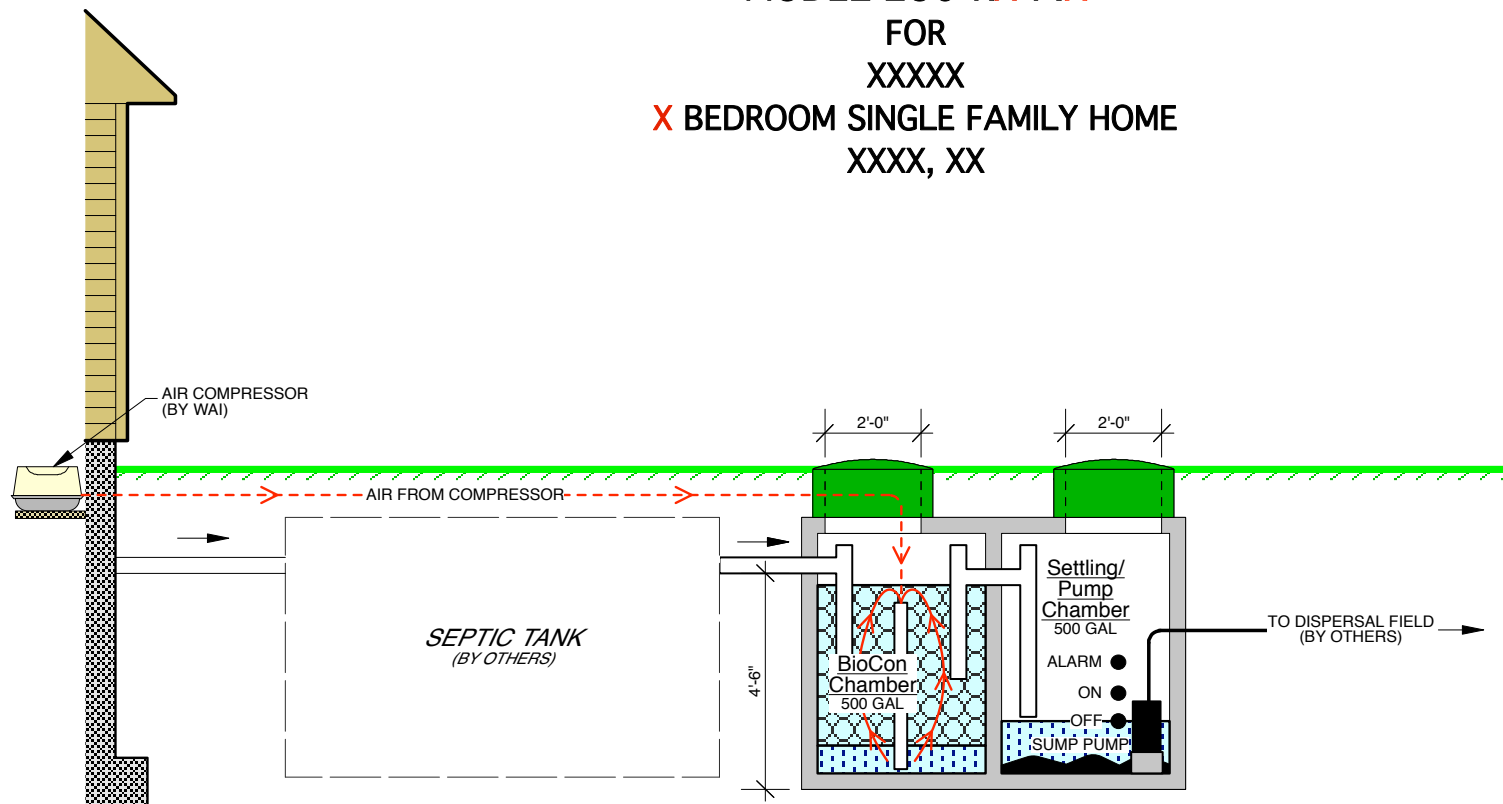 FOR
XXXXX
X BEDROOM SINGLE FAMILY HOME
XXXX, XX
AIR COMPRESSOR
(BY WAI)
2'-0"
2'-0"
AIR FROM COMPRESSOR
SEPTIC TANK
(BY OTHERS)
4'-6"
BioCon
Chamber
500 GAL
Settling/
Pump
Chamber
500 GAL
ALARM
ON
OFF
SUMP PUMP
TO DISPERSAL FIELD
(BY OTHERS)